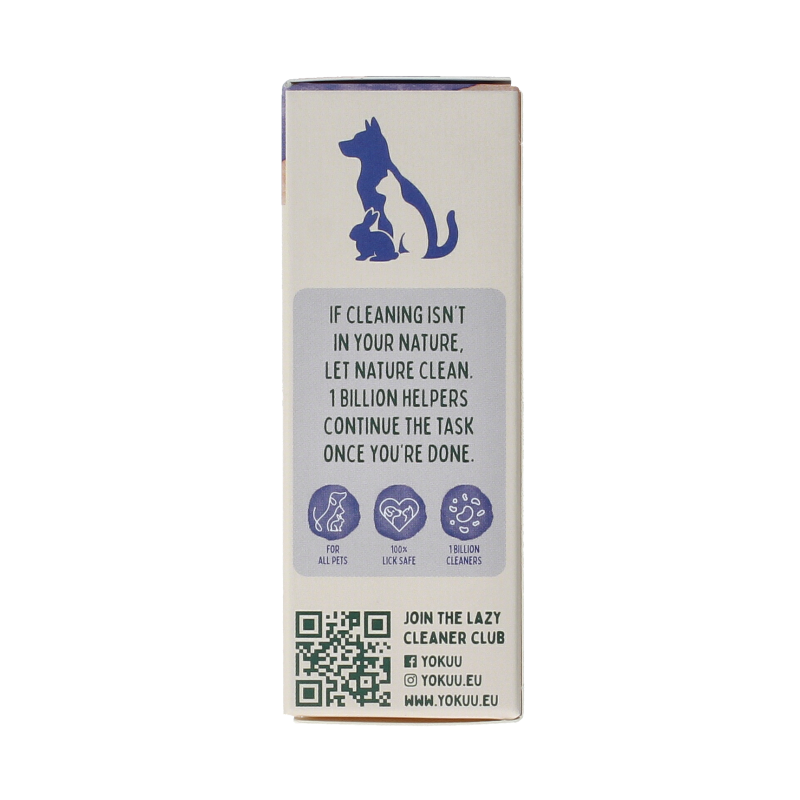 IF CLEANING ISN'T
IN YOUR NATURE,
LET NATURE CLEAN.
1 BILLION HELPERS
CONTINUE THE TASK
ONCE YOU'RE DONE.
FOR
ALL PETS
100%
LICK SAFE
1 BILLION
CLEANERS
JOIN THE LAZY
CLEANER CLUB
YOKUU
YOKUU.EU
WWW.YOKUU.EU